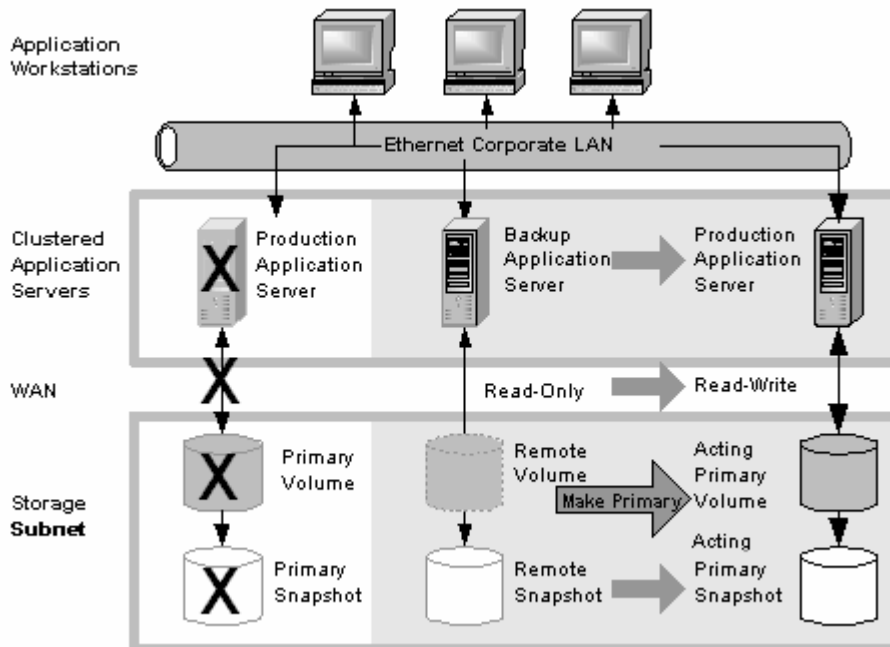 Application
Workstations
Ethernet Corporate LAN
Clustered
Application
Servers
X
Production
Application
Server
Backup
Application
Server
Production
Application
Server
WAN
X
Read-Only
Read-Write
Storage
Subnet
X
Primary
Volume
Remote
Volume
Make Primary
Acting
Primary
Volume
X
Primary
Snapshot
Remote
Snapshot
Acting
Primary
Snapshot